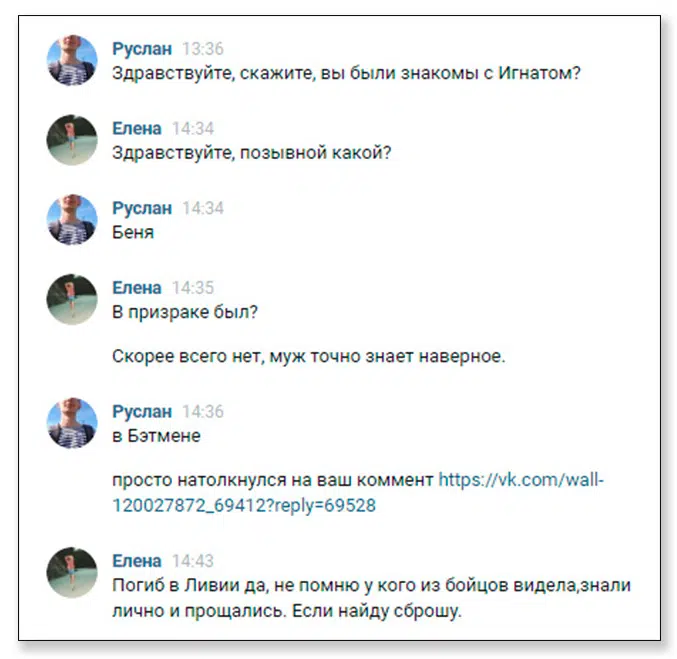 Руслан 13:36
Здравствуйте, скажите, вы были знакомы с Игнатом?
Елена 14:34
Здравствуйте, позывной какой?
Руслан 14:34
Беня
Елена 14:35
В призраке был?
Скорее всего нет, муж точно знает наверное.
Руслан 14:36
в Бэтмене
просто натолкнулся на ваш коммент https://vk.com/wall-
120027872_69412?reply=69528
Елена 14:43
Погиб в Ливии да, не помню у кого из бойцов видела,знали
лично и прощались. Если найду сброшу.